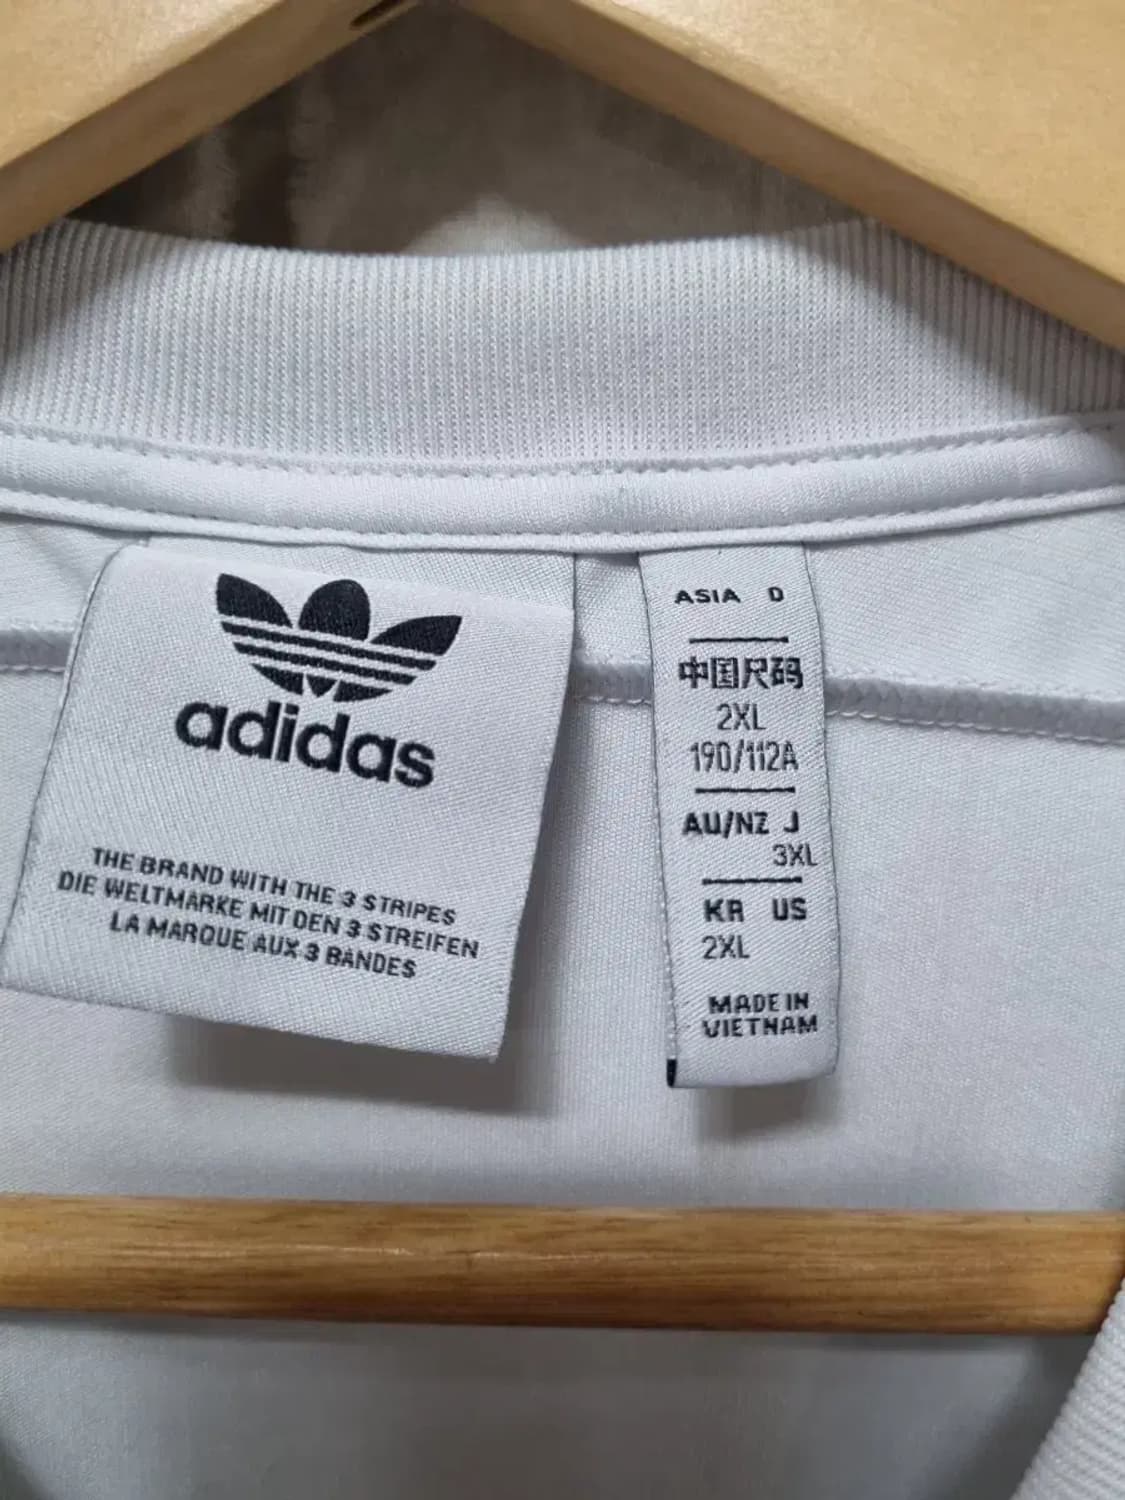 adidas
THE BRAND WITH THE 3 STRIPES
DIE WELTMARKE MIT DEN 3 STREIFEN
LA MARQUE AUX 3 BANDES
ASIA D
中国尺码
2XL
190/112A
AU/NZ J
3XL
KR US
2XL
MADE IN
VIETNAM